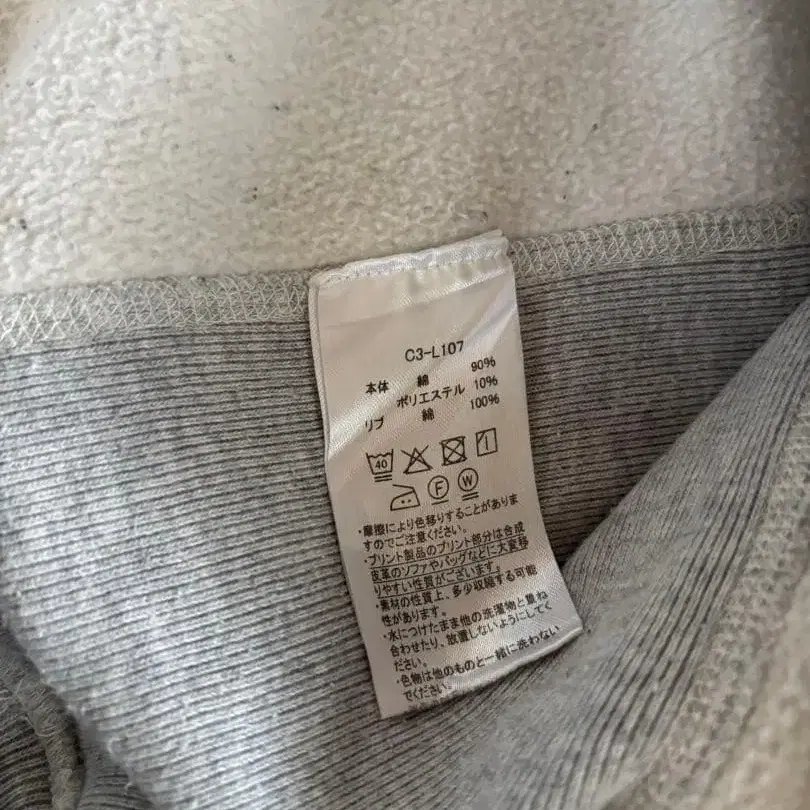 C3-L107
本体 綿 90%
ポリエステル 10%
リブ 綿 100%
40
F W
・摩擦により色移りすることがありま
すのでご注意ください。
・プリント製品のプリント部分は合成
皮革のソファやバッグなどに大変移
りやすい性質がございます。
・素材の性質上、多少収縮する可能
性があります。
・水につけたまま他の洗濯物と重ね
合わせたり、放置しないようにしてく
ださい。
・色物は他のものと一緒に洗わない
でください。